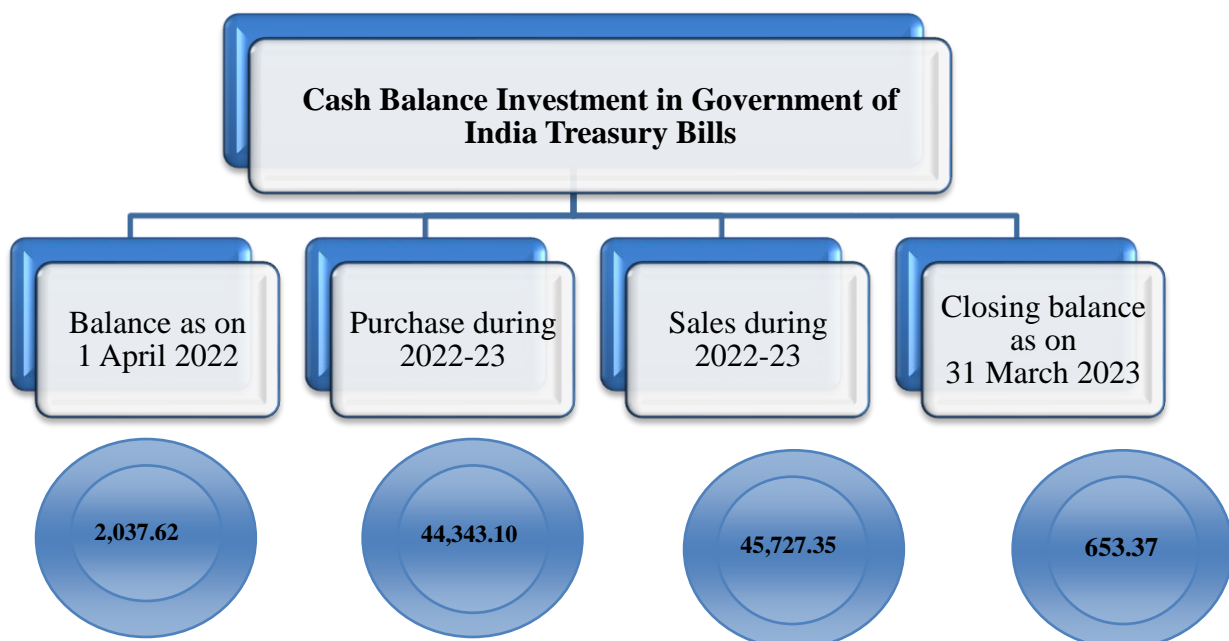 Cash Balance Investment in Government of
India Treasury Bills
Balance as on
1 April 2022
Purchase during
2022-23
Sales during
2022-23
Closing balance
as on
31 March 2023
2,037.62
44,343.10
45,727.35
653.37